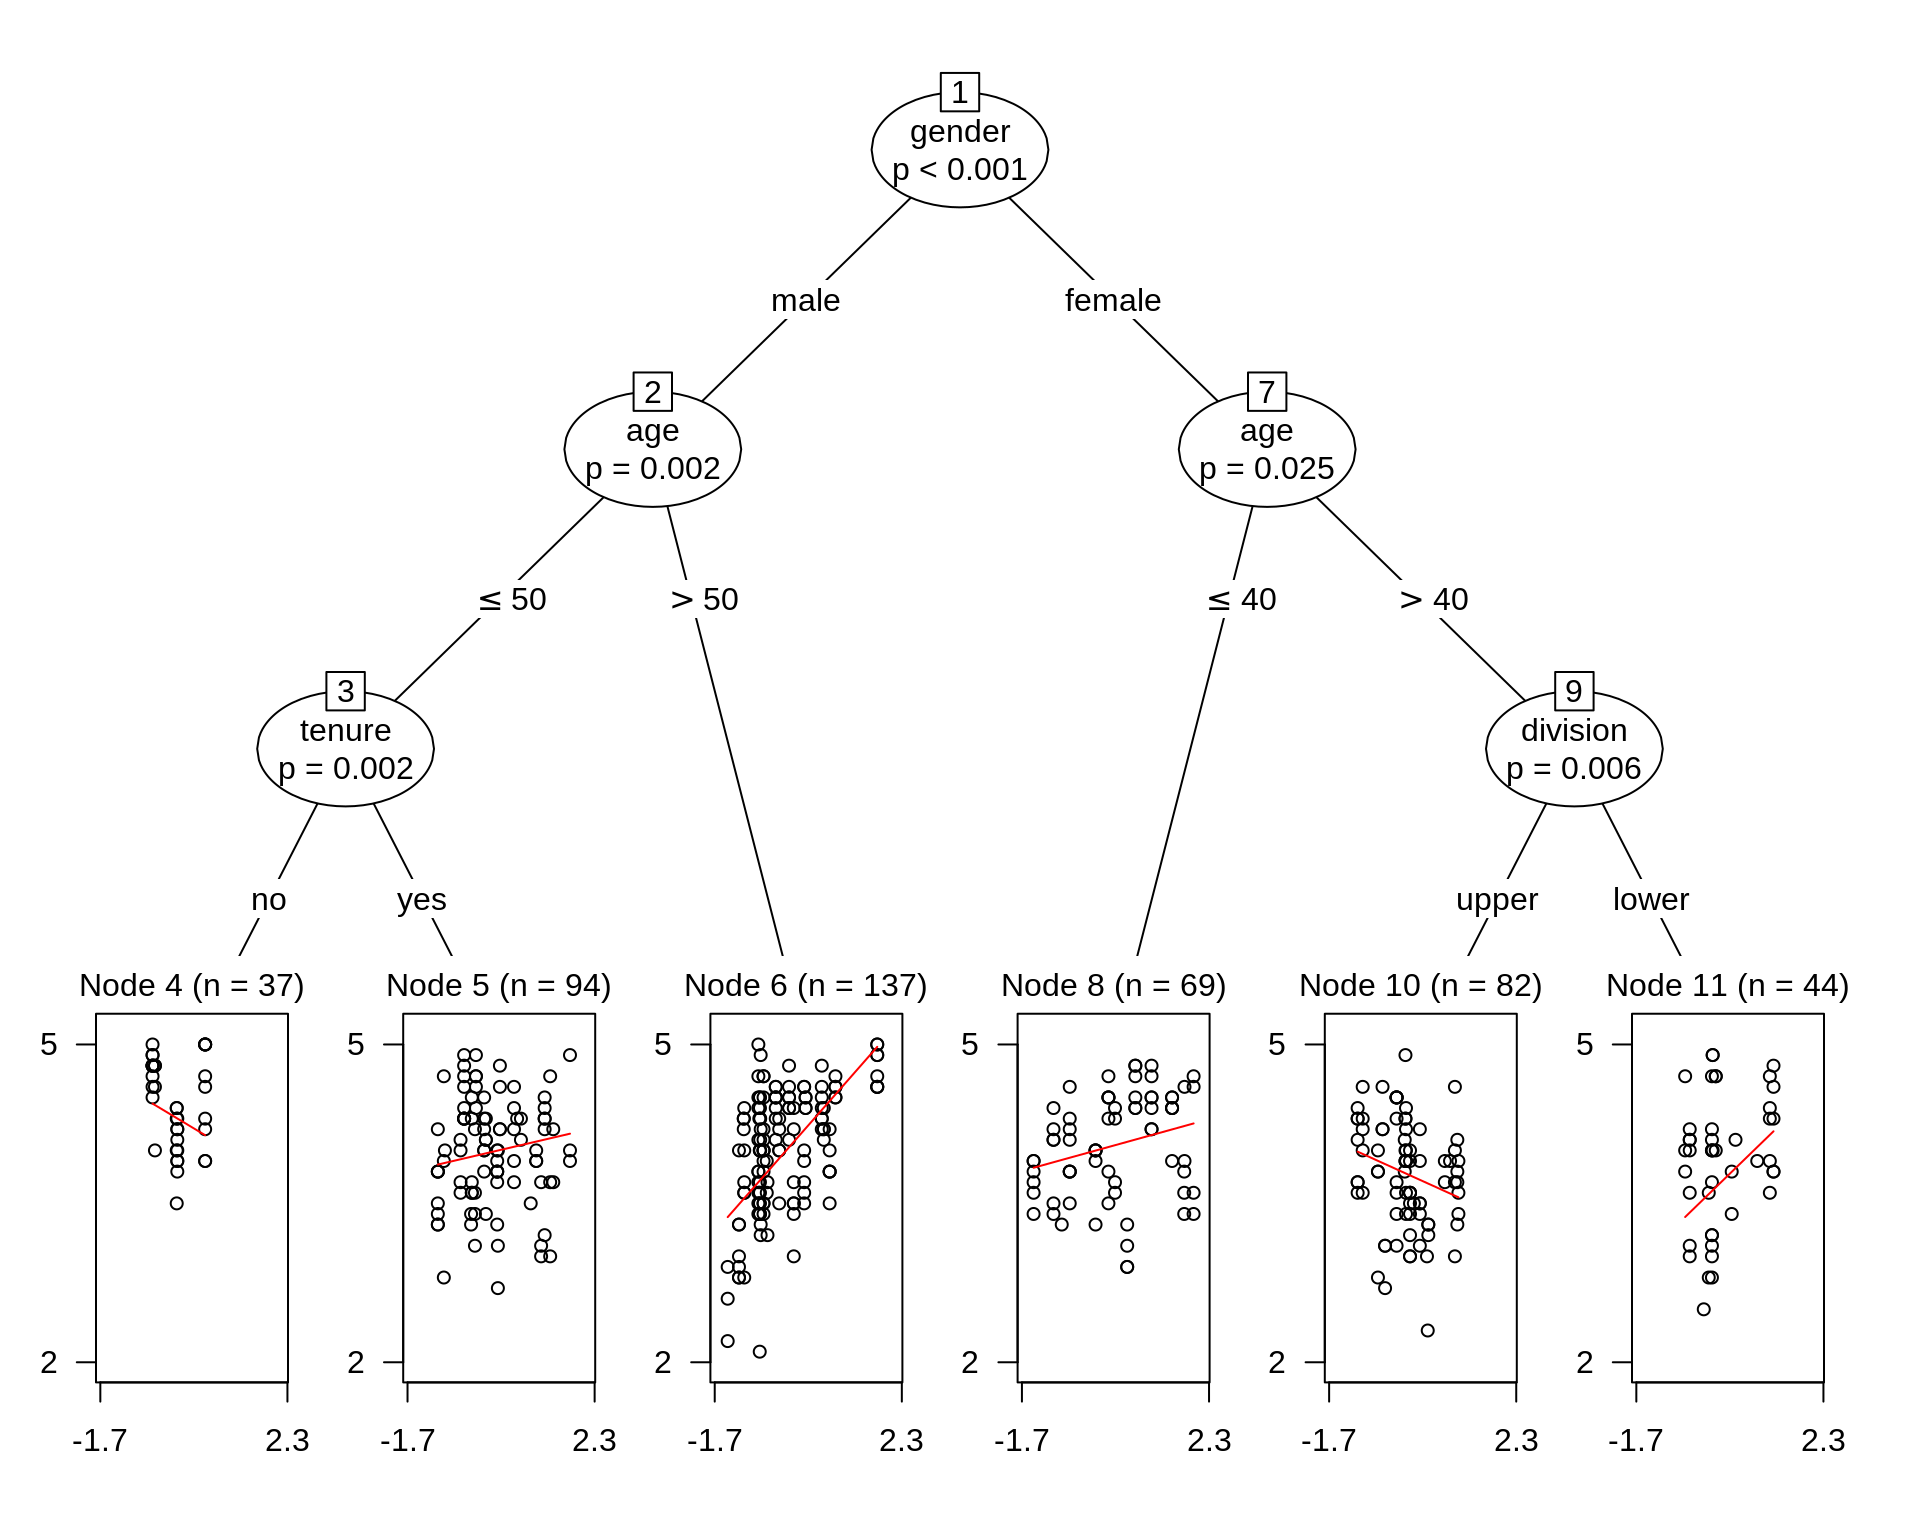 1
gender
p < 0.001
male
female
2
age
p = 0.002
7
age
p = 0.025
≤ 50
> 50
≤ 40
> 40
3
tenure
p = 0.002
9
division
p = 0.006
no
yes
upper
lower
Node 4 (n = 37)
Node 5 (n = 94)
Node 6 (n = 137)
Node 8 (n = 69)
Node 10 (n = 82)
Node 11 (n = 44)
5
5
5
5
5
5
2
2
2
2
2
2
-1.7
2.3
-1.7
2.3
-1.7
2.3
-1.7
2.3
-1.7
2.3
-1.7
2.3